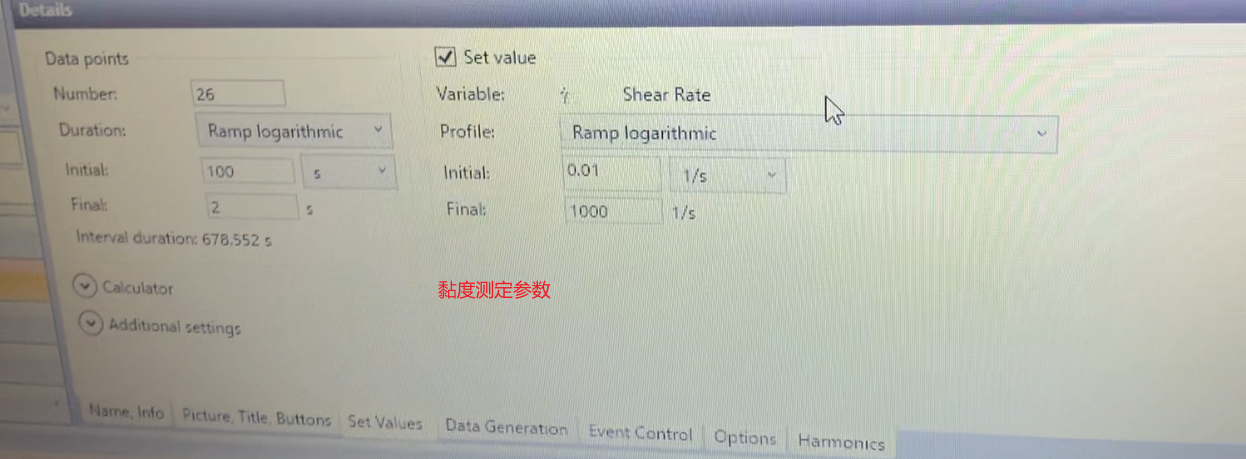 Details
Data points
Set value
Number: 26
Variable: γ̇ Shear Rate
Duration: Ramp logarithmic
Profile: Ramp logarithmic
Initial: 100 s
Initial: 0.01 1/s
Final: 2 s
Final: 1000 1/s
Interval duration: 678.552 s
Calculator
黏度测定参数
Additional settings
Name, Info Picture, Title, Buttons Set Values Data Generation Event Control Options Harmonics